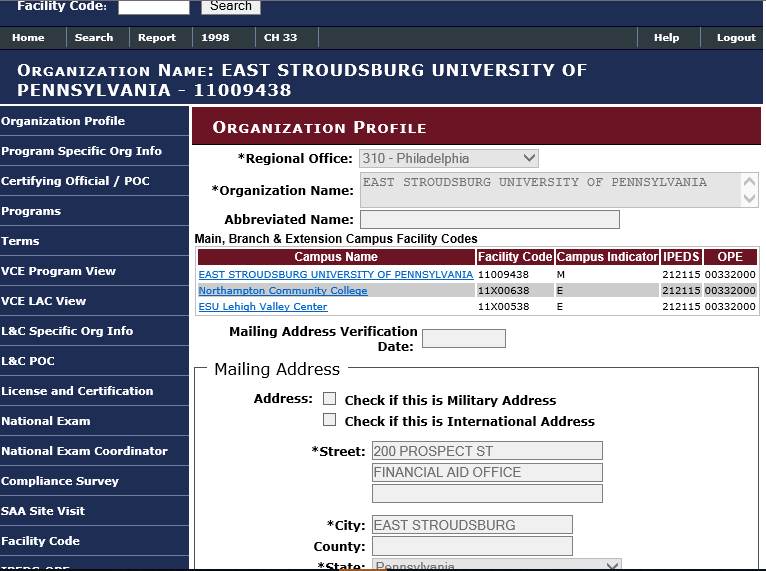 Facility Code: Search
Home Search Report 1998 CH 33 Help Logout
ORGANIZATION NAME: EAST STROUDSBURG UNIVERSITY OF
PENNSYLVANIA - 11009438
Organization Profile
Program Specific Org Info
Certifying Official / POC
Programs
Terms
VCE Program View
VCE LAC View
L&C Specific Org Info
L&C POC
License and Certification
National Exam
National Exam Coordinator
Compliance Survey
SAA Site Visit
Facility Code
IPEDS-OPE
ORGANIZATION PROFILE
*Regional Office: 310 - Philadelphia
*Organization Name: EAST STROUDSBURG UNIVERSITY OF PENNSYLVANIA
Abbreviated Name:
Main, Branch & Extension Campus Facility Codes
Campus Name Facility Code Campus Indicator IPEDS OPE
EAST STROUDSBURG UNIVERSITY OF PENNSYLVANIA 11009438 M 212115 00332000
Northampton Community College 11X00638 E 212115 00332000
ESU Lehigh Valley Center 11X00538 E 212115 00332000
Mailing Address Verification
Date:
Mailing Address
Address: Check if this is Military Address
Check if this is International Address
*Street: 200 PROSPECT ST
FINANCIAL AID OFFICE
*City: EAST STROUDSBURG
County:
*State: Pennsylvania